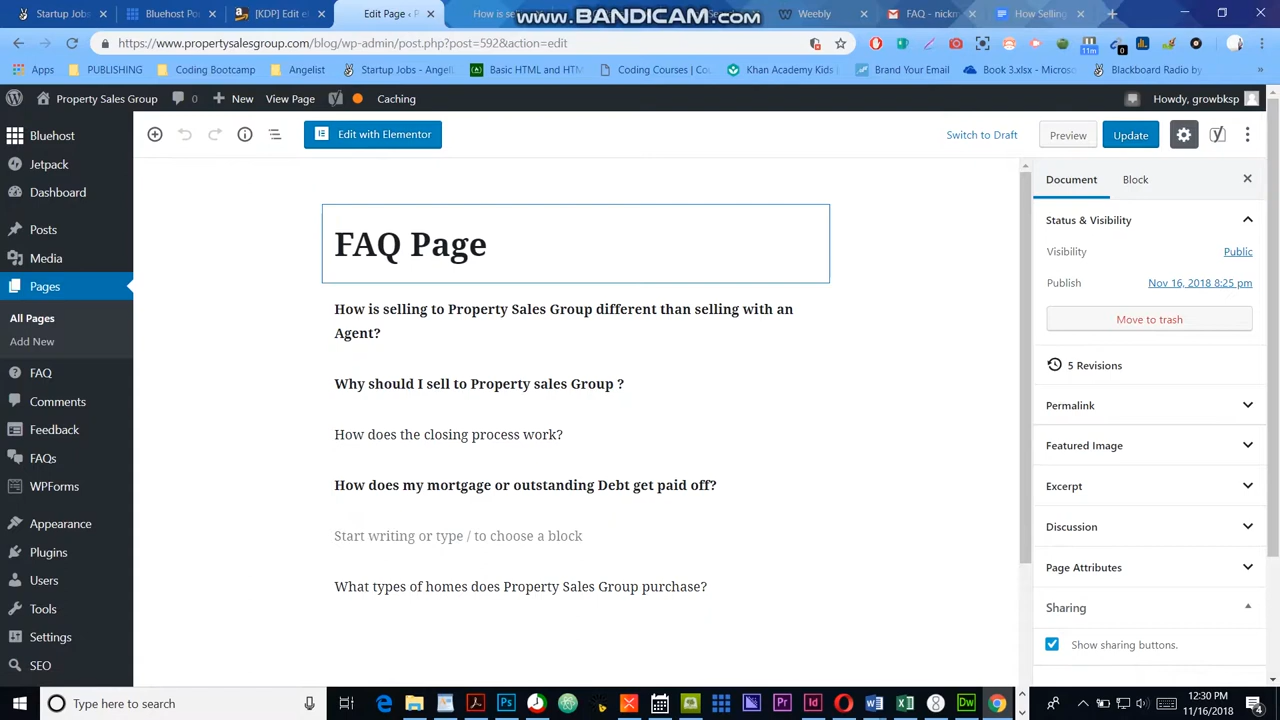 Startup Jobs -
Bluehost Po
[KDP] Edit e
Edit Page ‹ P
How is se
Weebly
FAQ - nickm
How Selling
www.BANDICAM.com
https://www.propertysalesgroup.com/blog/wp-admin/post.php?post=592&action=edit
11m
0
Apps
PUBLISHING
Coding Bootcamp
Angelist
Startup Jobs - Angel
Basic HTML and HTM
Coding Courses | Co
Khan Academy Kids |
Brand Your Email
Book 3.xlsx - Micros
Blackboard Radio by
»
Property Sales Group
0
New
View Page
Caching
Howdy, growbksp
Bluehost
Jetpack
Dashboard
Posts
Media
Pages
All Pages
Add New
FAQ
Comments
Feedback
FAQs
WPForms
Appearance
Plugins
Users
Tools
Settings
SEO
Edit with Elementor
Switch to Draft
Preview
Update
FAQ Page
How is selling to Property Sales Group different than selling with an
Agent?
Why should I sell to Property sales Group ?
How does the closing process work?
How does my mortgage or outstanding Debt get paid off?
Start writing or type / to choose a block
What types of homes does Property Sales Group purchase?
Document
Block
Status & Visibility
Visibility
Public
Publish
Nov 16, 2018 8:25 pm
Move to trash
5 Revisions
Permalink
Featured Image
Excerpt
Discussion
Page Attributes
Sharing
Show sharing buttons.
Type here to search
12:30 PM
11/16/2018